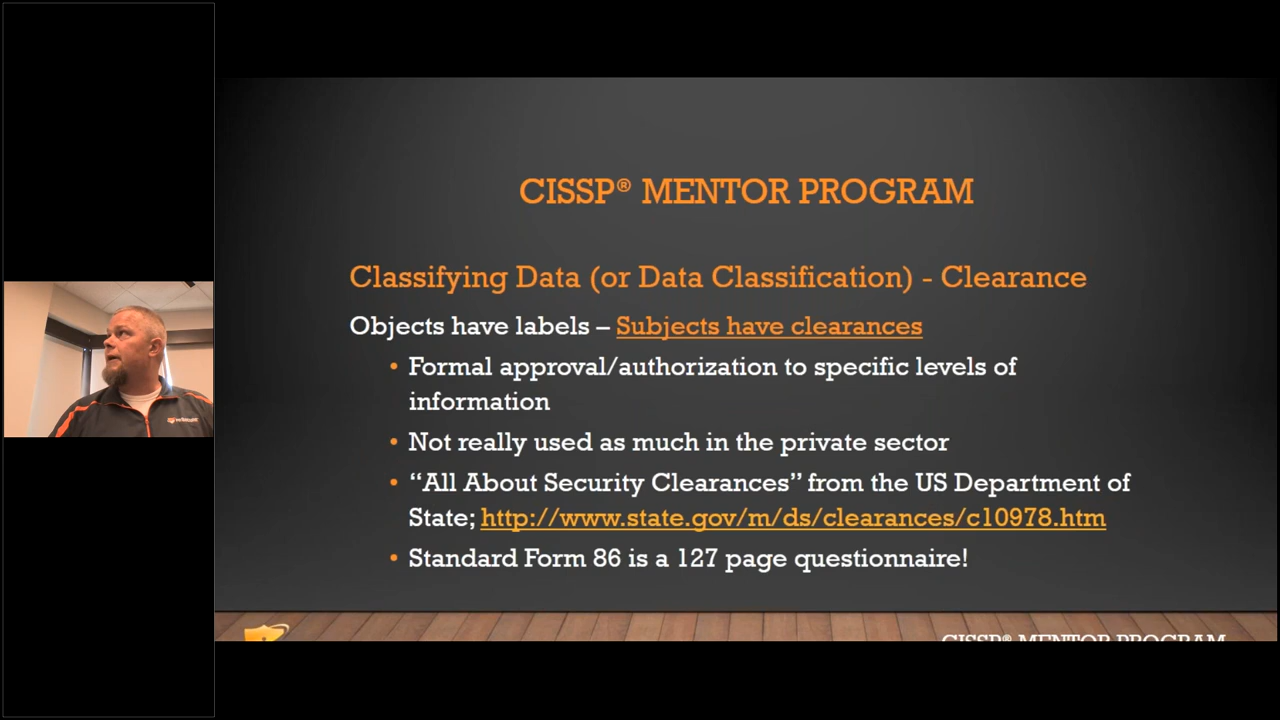 CISSP® MENTOR PROGRAM
Classifying Data (or Data Classification) - Clearance
Objects have labels – Subjects have clearances
• Formal approval/authorization to specific levels of
information
• Not really used as much in the private sector
• “All About Security Clearances” from the US Department of
State; http://www.state.gov/m/ds/clearances/c10978.htm
• Standard Form 86 is a 127 page questionnaire!
CISSP® MENTOR PROGRAM